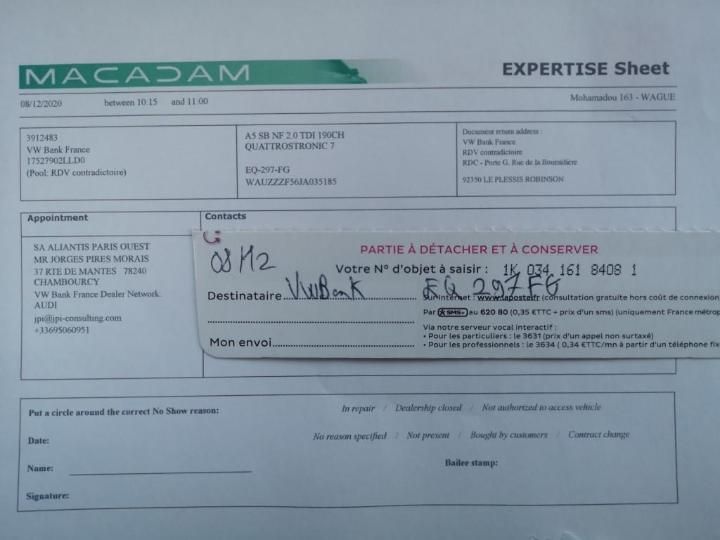 MACADAM
EXPERTISE Sheet
08/12/2020 between 10:15 and 11:00
Mohamadou 163 - WAGUE
3912483
VW Bank France
17527902LLD0
(Pool: RDV contradictoire)
A5 SB NF 2.0 TDI 190CH
QUATTROSTRONIC 7
EQ-297-FG
WAUZZZF56JA035185
Document return address :
VW Bank France
RDV contradictoire
RDC - Porte G. Rue de la Boursidière
92350 LE PLESSIS ROBINSON
Appointment
SA ALIANTIS PARIS OUEST
MR JORGES PIRES MORAIS
37 RTE DE MANTES 78240
CHAMBOURCY
VW Bank France Dealer Network:
AUDI
jpi@jpi-consulting.com
+33695060951
Contacts
08/12
PARTIE À DÉTACHER ET À CONSERVER
Votre N° d'objet à saisir : 1K 034 161 8408 1
Destinataire VWBank EQ 297FG
Sur Internet : www.laposte.fr (consultation gratuite hors coût de connexion
Par SMS+ au 620 80 (0,35 €TTC + prix d'un sms) (uniquement France métrop
Via notre serveur vocal interactif :
• Pour les particuliers : le 3631 (prix d'un appel non surtaxé)
Mon envoi
• Pour les professionnels : le 3634 ( 0,34 €TTC/mn à partir d'un téléphone fix
Put a circle around the correct No Show reason:
In repair / Dealership closed / Not authorized to access vehicle
No reason specified / Not present / Bought by customers / Contract change
Date:
Name:
Signature:
Bailee stamp: